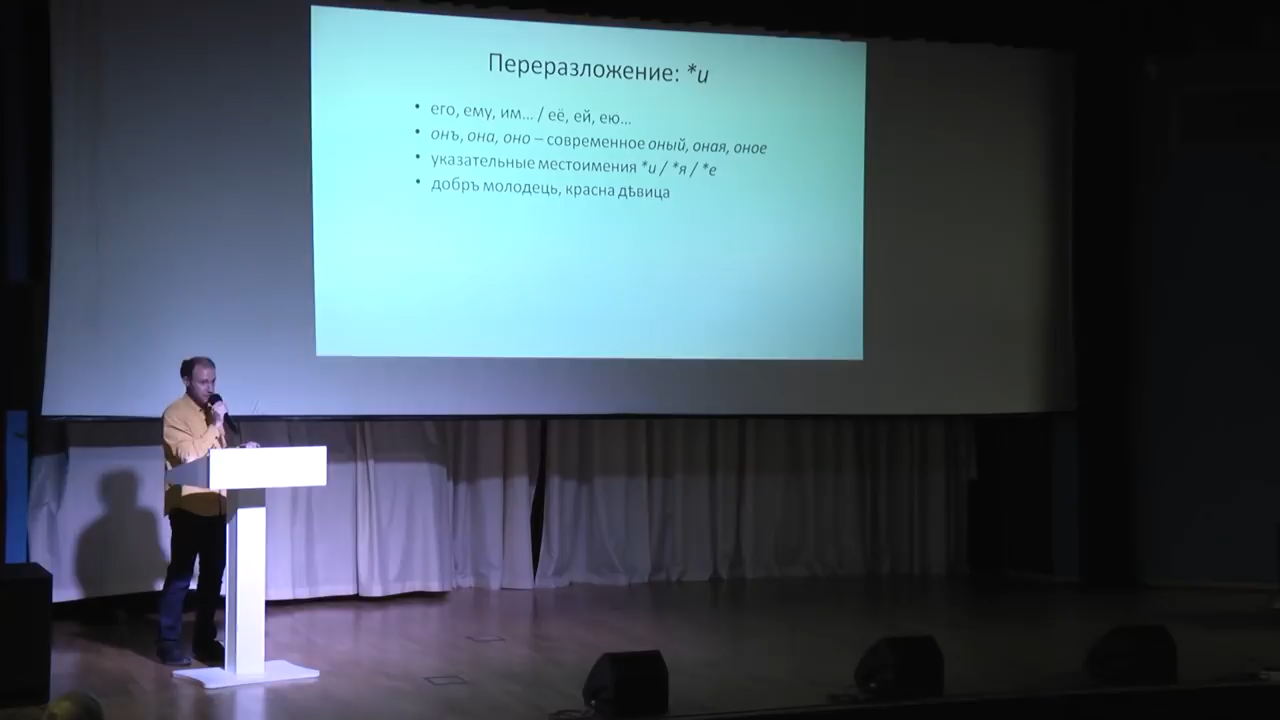 Переразложение: *и
• его, ему, им... / её, ей, ею...
• онъ, она, оно – современное оный, оная, оное
• указательные местоимения *и / *я / *е
• добръ молодець, красна дѣвица